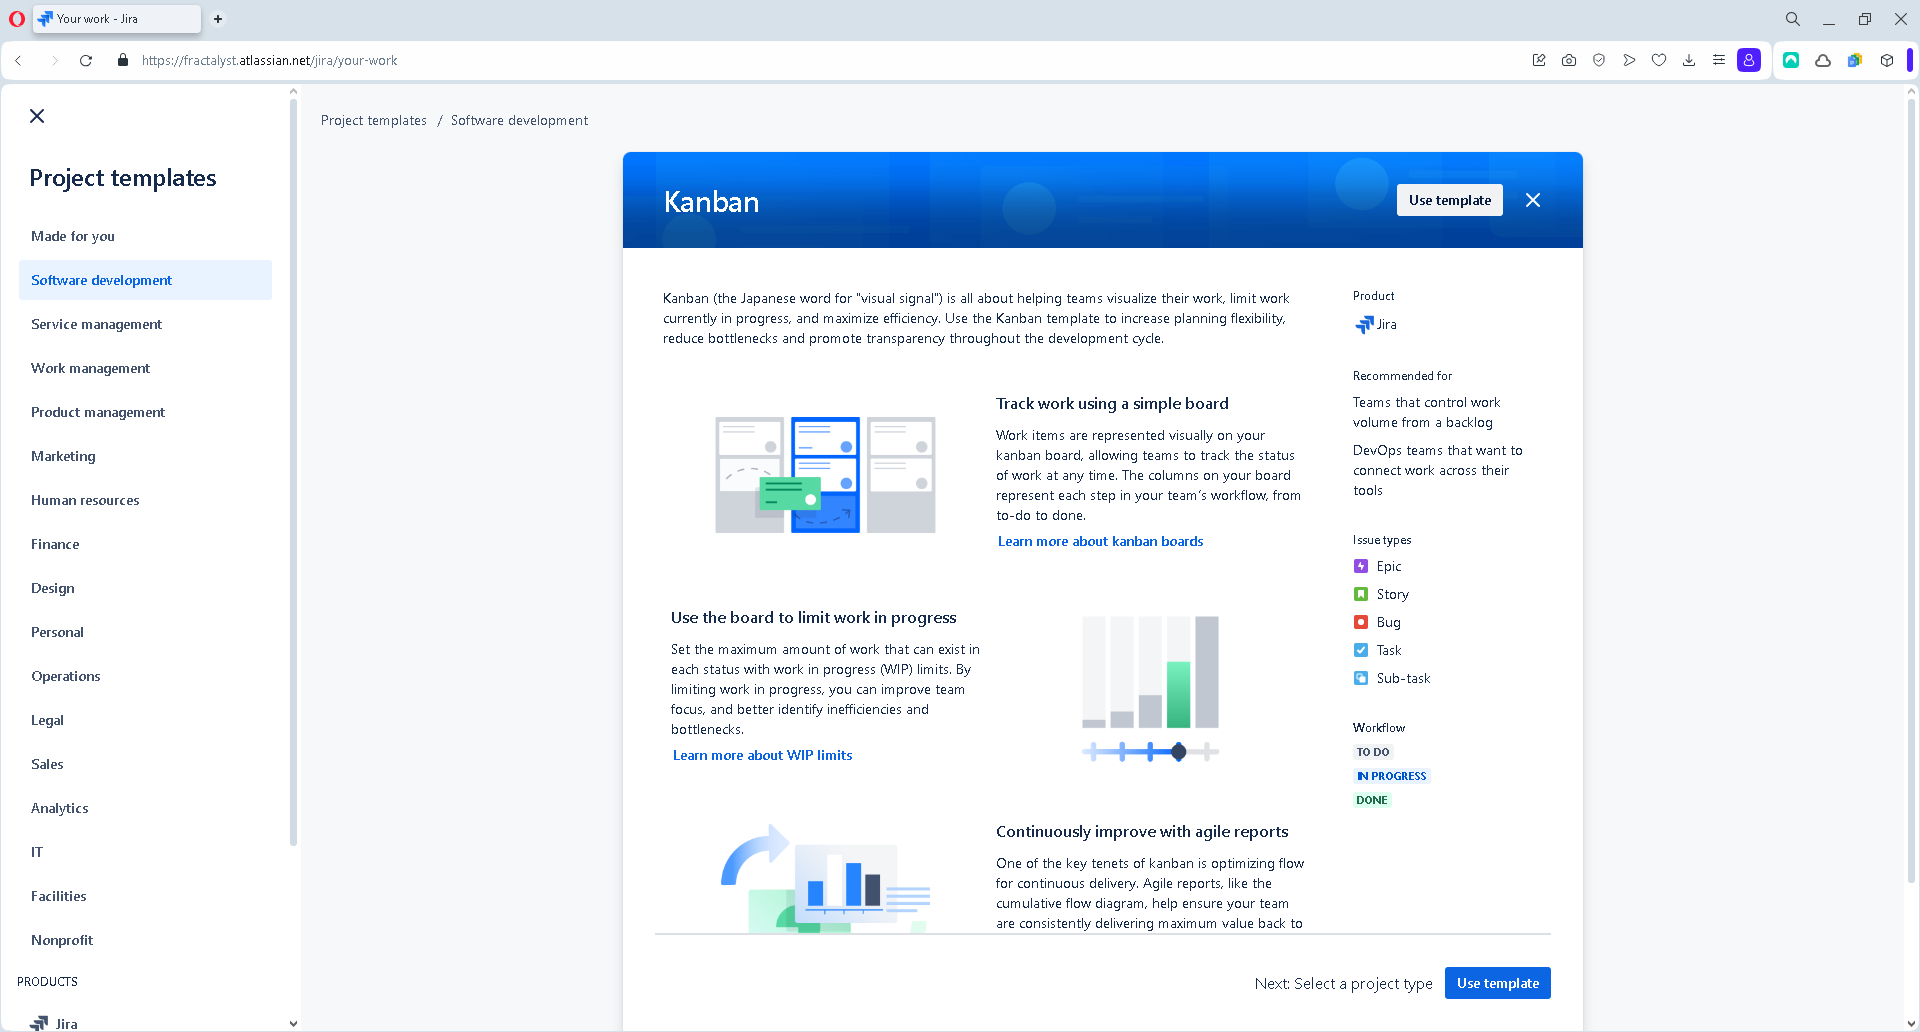 Your work - Jira
https://fractalyst.atlassian.net/jira/your-work
Project templates
Made for you
Software development
Service management
Work management
Product management
Marketing
Human resources
Finance
Design
Personal
Operations
Legal
Sales
Analytics
IT
Facilities
Nonprofit
PRODUCTS
Jira
Project templates / Software development
Kanban
Use template
Kanban (the Japanese word for "visual signal") is all about helping teams visualize their work, limit work
currently in progress, and maximize efficiency. Use the Kanban template to increase planning flexibility,
reduce bottlenecks and promote transparency throughout the development cycle.
Track work using a simple board
Work items are represented visually on your
kanban board, allowing teams to track the status
of work at any time. The columns on your board
represent each step in your team's workflow, from
to-do to done.
Learn more about kanban boards
Use the board to limit work in progress
Set the maximum amount of work that can exist in
each status with work in progress (WIP) limits. By
limiting work in progress, you can improve team
focus, and better identify inefficiencies and
bottlenecks.
Learn more about WIP limits
Continuously improve with agile reports
One of the key tenets of kanban is optimizing flow
for continuous delivery. Agile reports, like the
cumulative flow diagram, help ensure your team
are consistently delivering maximum value back to
Product
Jira
Recommended for
Teams that control work
volume from a backlog
DevOps teams that want to
connect work across their
tools
Issue types
Epic
Story
Bug
Task
Sub-task
Workflow
TO DO
IN PROGRESS
DONE
Next: Select a project type
Use template